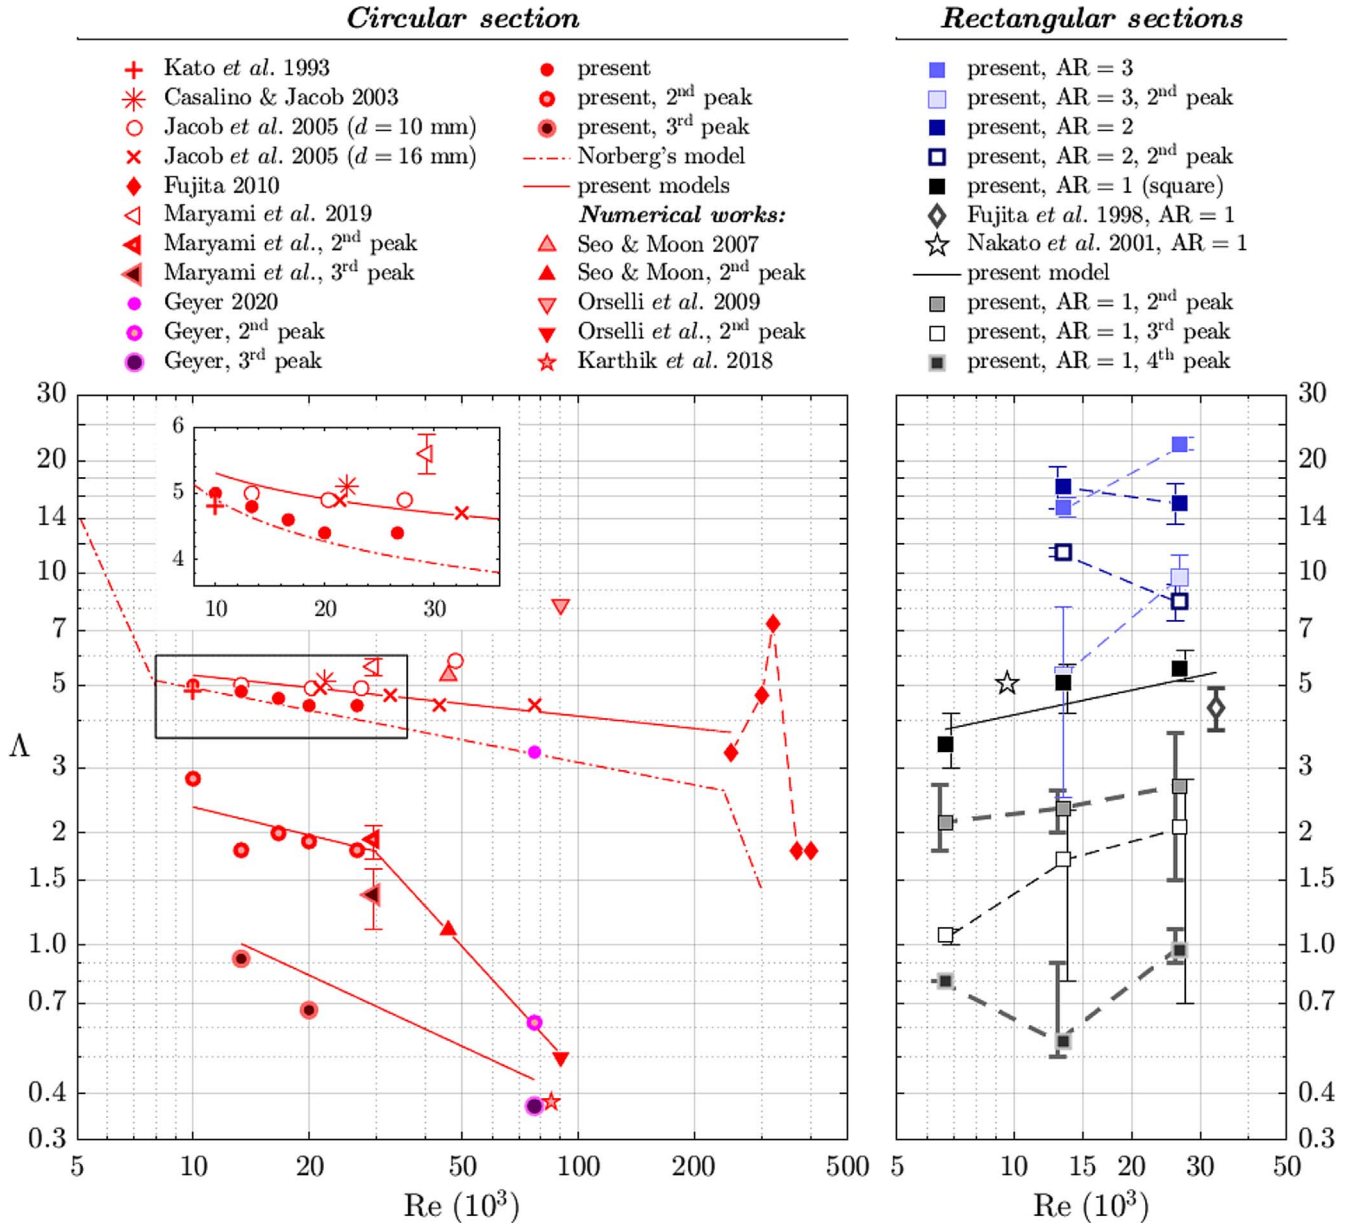 Circular section
Rectangular sections
Kato et al. 1993
Casalino & Jacob 2003
Jacob et al. 2005 (d = 10 mm)
Jacob et al. 2005 (d = 16 mm)
Fujita 2010
Maryami et al. 2019
Maryami et al., 2nd peak
Maryami et al., 3rd peak
Geyer 2020
Geyer, 2nd peak
Geyer, 3rd peak
present
present, 2nd peak
present, 3rd peak
Norberg's model
present models
Numerical works:
Seo & Moon 2007
Seo & Moon, 2nd peak
Orselli et al. 2009
Orselli et al., 2nd peak
Karthik et al. 2018
present, AR = 3
present, AR = 3, 2nd peak
present, AR = 2
present, AR = 2, 2nd peak
present, AR = 1 (square)
Fujita et al. 1998, AR = 1
Nakato et al. 2001, AR = 1
present model
present, AR = 1, 2nd peak
present, AR = 1, 3rd peak
present, AR = 1, 4th peak
30
20
14
10
7
5
3
2
1.5
1.0
0.7
0.4
0.3
Λ
6
5
4
10 20 30
5 10 20 50 100 200 500
Re (10³)
30
20
14
10
7
5
3
2
1.5
1.0
0.7
0.4
0.3
5 10 15 20 30 50
Re (10³)